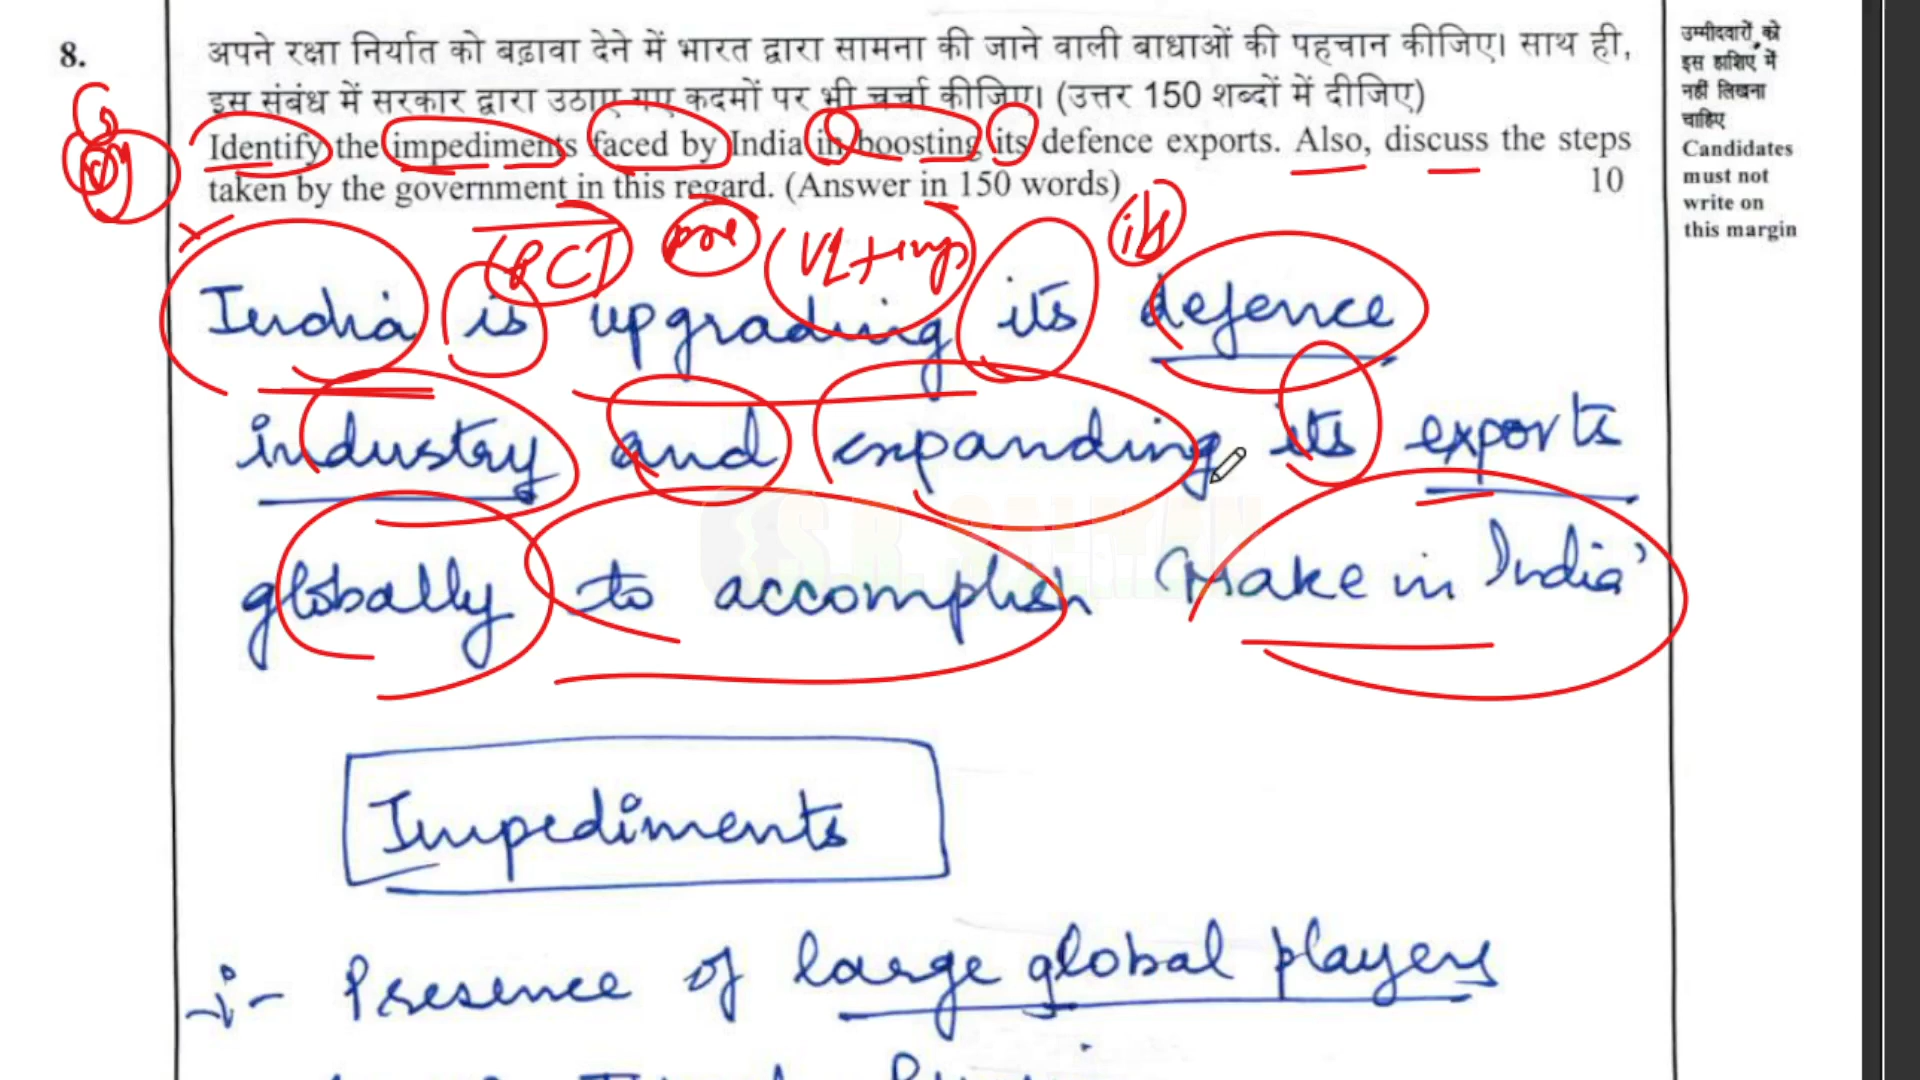 8.
अपने रक्षा निर्यात को बढ़ावा देने में भारत द्वारा सामना की जाने वाली बाधाओं की पहचान कीजिए। साथ ही,
इस संबंध में सरकार द्वारा उठाए गए कदमों पर भी चर्चा कीजिए। (उत्तर 150 शब्दों में दीजिए)
Identify the impediments faced by India in boosting its defence exports. Also, discuss the steps
taken by the government in this regard. (Answer in 150 words) 10
उम्मीदवारों को
इस हाशिए में
नहीं लिखना
चाहिए
Candidates
must not
write on
this margin
its
India is upgrading its defence
industry and expanding its exports
globally to accomplish 'Make in India'
Impediments
i- Presence of large global players